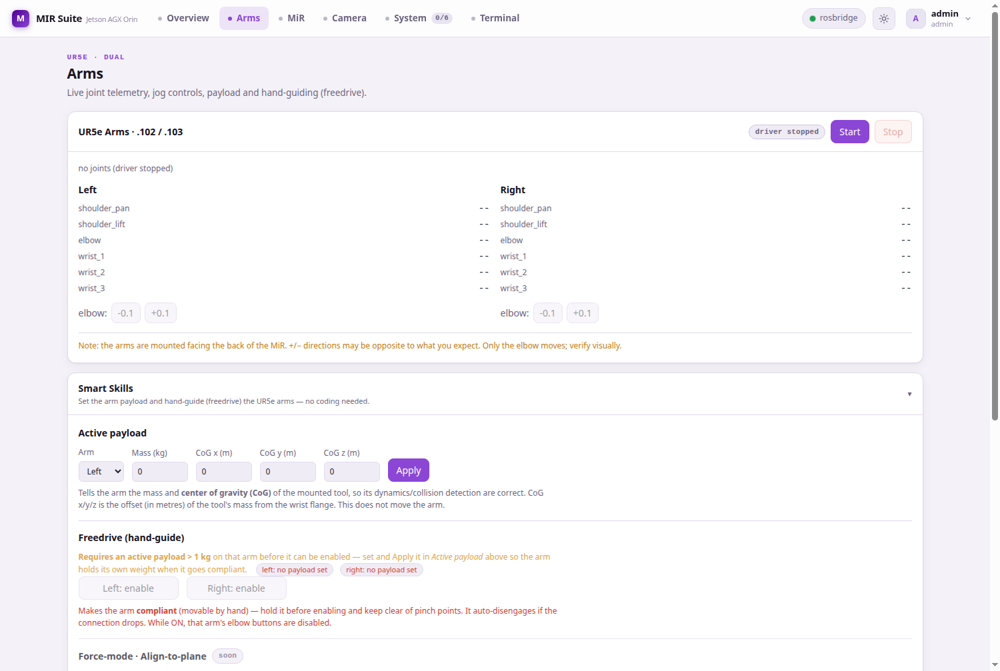 M MIR Suite Jetson AGX Orin Overview Arms MiR Camera System 0/6 Terminal rosbridge A admin
admin
UR5E · DUAL
Arms
Live joint telemetry, jog controls, payload and hand-guiding (freedrive).
UR5e Arms · .102 / .103 driver stopped Start Stop
no joints (driver stopped)
Left Right
shoulder_pan -- shoulder_pan --
shoulder_lift -- shoulder_lift --
elbow -- elbow --
wrist_1 -- wrist_1 --
wrist_2 -- wrist_2 --
wrist_3 -- wrist_3 --
elbow: -0.1 +0.1 elbow: -0.1 +0.1
Note: the arms are mounted facing the back of the MiR. +/− directions may be opposite to what you expect. Only the elbow moves; verify visually.
Smart Skills
Set the arm payload and hand-guide (freedrive) the UR5e arms — no coding needed.
Active payload
Arm Mass (kg) CoG x (m) CoG y (m) CoG z (m)
Left 0 0 0 0 Apply
Tells the arm the mass and center of gravity (CoG) of the mounted tool, so its dynamics/collision detection are correct. CoG
x/y/z is the offset (in metres) of the tool's mass from the wrist flange. This does not move the arm.
Freedrive (hand-guide)
Requires an active payload > 1 kg on that arm before it can be enabled — set and Apply it in Active payload above so the arm
holds its own weight when it goes compliant. left: no payload set right: no payload set
Left: enable Right: enable
Makes the arm compliant (movable by hand) — hold it before enabling and keep clear of pinch points. It auto-disengages if the
connection drops. While ON, that arm's elbow buttons are disabled.
Force-mode · Align-to-plane soon